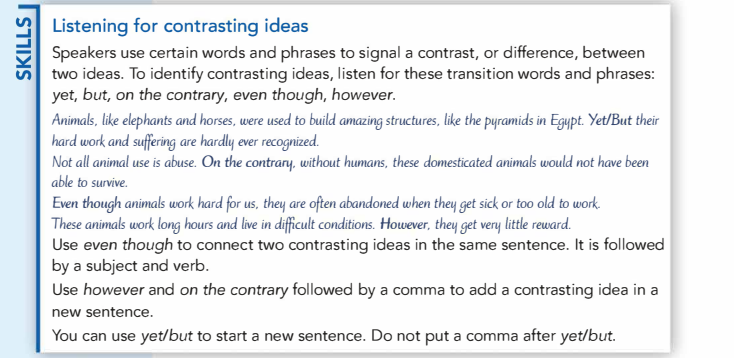 SKILLS
Listening for contrasting ideas
Speakers use certain words and phrases to signal a contrast, or difference, between
two ideas. To identify contrasting ideas, listen for these transition words and phrases:
yet, but, on the contrary, even though, however.
Animals, like elephants and horses, were used to build amazing structures, like the pyramids in Egypt. Yet/But their
hard work and suffering are hardly ever recognized.
Not all animal use is abuse. On the contrary, without humans, these domesticated animals would not have been
able to survive.
Even though animals work hard for us, they are often abandoned when they get sick or too old to work.
These animals work long hours and live in difficult conditions. However, they get very little reward.
Use even though to connect two contrasting ideas in the same sentence. It is followed
by a subject and verb.
Use however and on the contrary followed by a comma to add a contrasting idea in a
new sentence.
You can use yet/but to start a new sentence. Do not put a comma after yet/but.